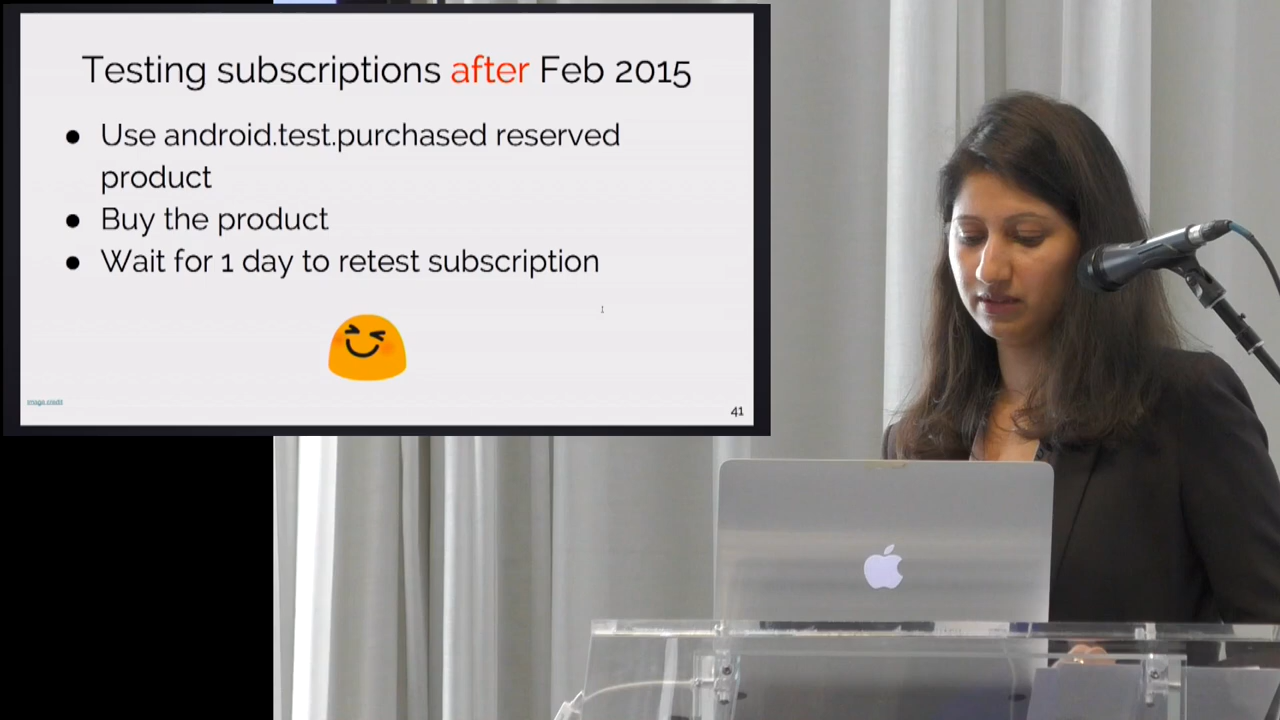 Testing subscriptions after Feb 2015
● Use android.test.purchased reserved
product
● Buy the product
● Wait for 1 day to retest subscription
image credit
41